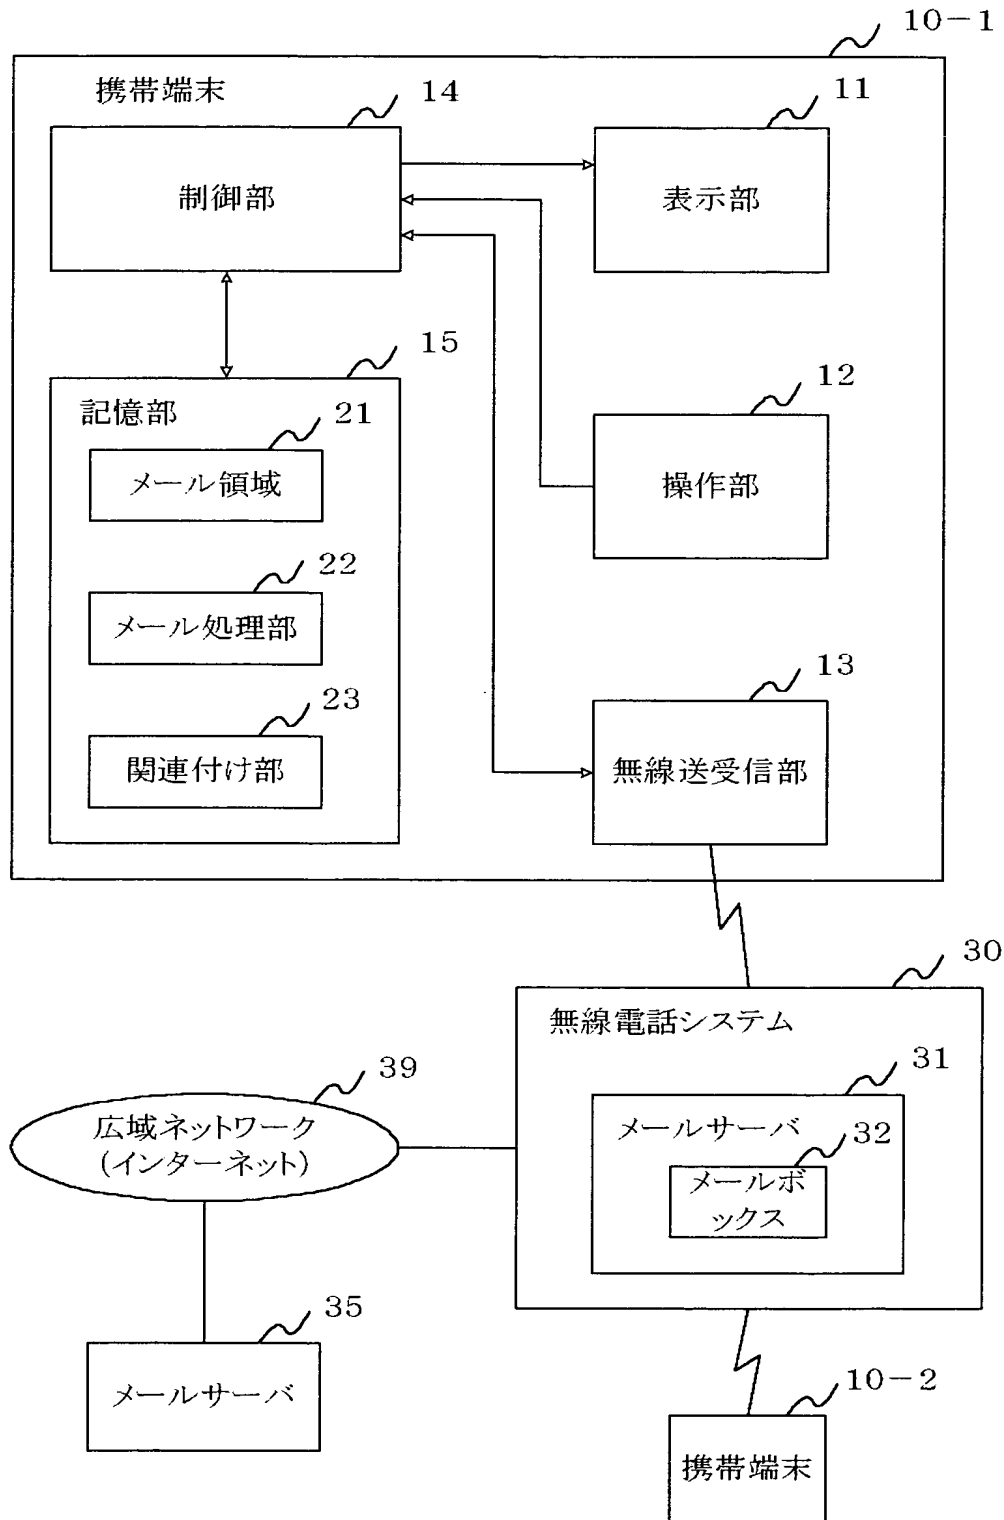 10-1
携帯端末
14
制御部
11
表示部
15
記憶部
21
メール領域
22
メール処理部
23
関連付け部
12
操作部
13
無線送受信部
30
無線電話システム
31
メールサーバ
32
メールボ
ックス
39
広域ネットワーク
(インターネット)
35
メールサーバ
10-2
携帯端末